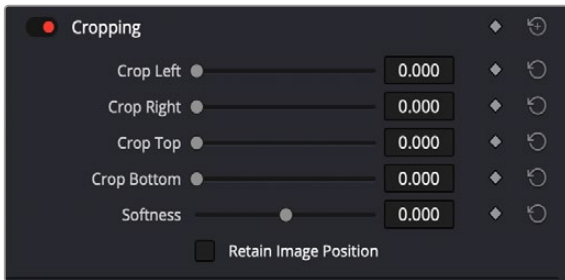 Cropping
Crop Left 0.000
Crop Right 0.000
Crop Top 0.000
Crop Bottom 0.000
Softness 0.000
Retain Image Position